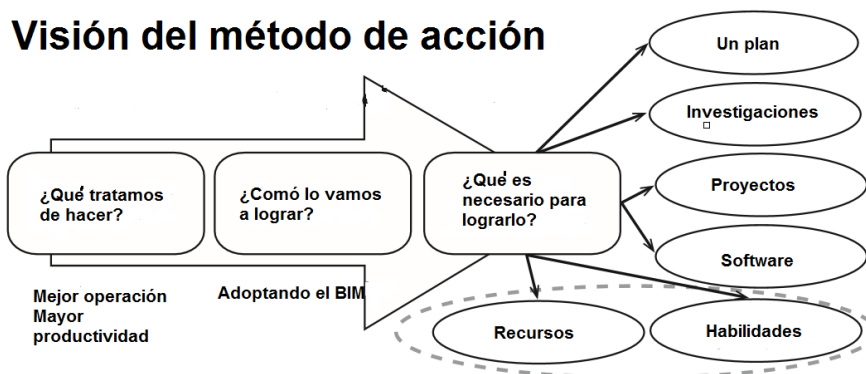 Visión del método de acción
Un plan
Investigaciones
¿Qué tratamos
de hacer?
¿Comó lo vamos
a lograr?
¿Qué es
necesario para
lograrlo?
Proyectos
Software
Mejor operación
Mayor
productividad
Adoptando el BIM
Recursos
Habilidades